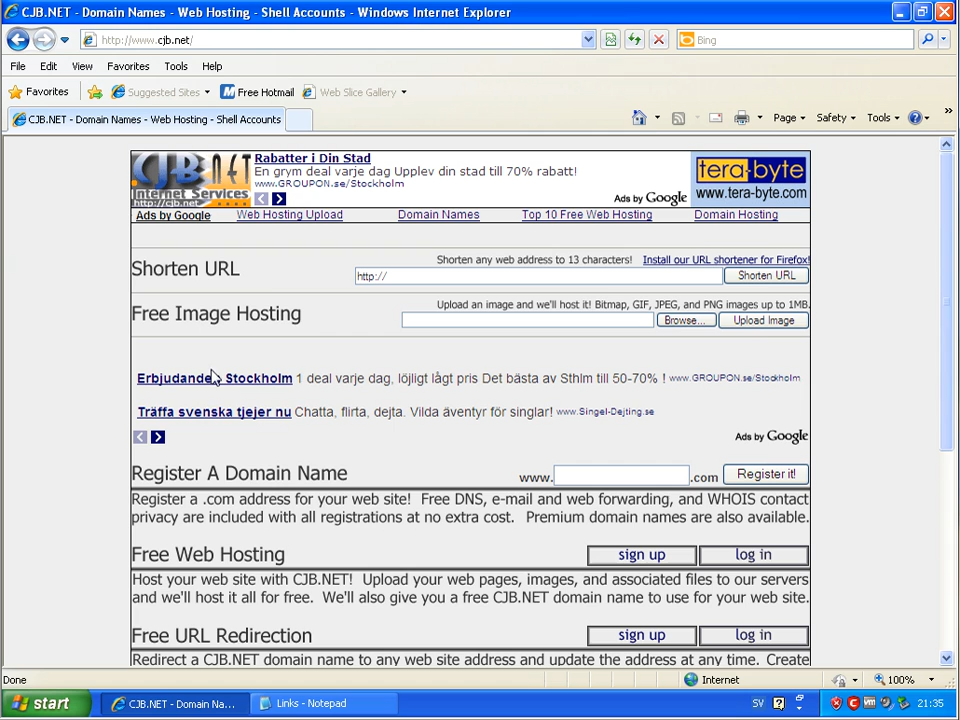 CJB.NET - Domain Names - Web Hosting - Shell Accounts - Windows Internet Explorer
http://www.cjb.net/
Bing
File Edit View Favorites Tools Help
Favorites Suggested Sites Free Hotmail Web Slice Gallery
CJB.NET - Domain Names - Web Hosting - Shell Accounts
Page Safety Tools
CJB.NET
Internet Services
http://cjb.net
Rabatter i Din Stad
En grym deal varje dag Upplev din stad till 70% rabatt!
www.GROUPON.se/Stockholm
Ads by Google
tera-byte
www.tera-byte.com
Ads by Google Web Hosting Upload Domain Names Top 10 Free Web Hosting Domain Hosting
Shorten any web address to 13 characters! Install our URL shortener for Firefox!
Shorten URL http:// Shorten URL
Upload an image and we'll host it! Bitmap, GIF, JPEG, and PNG images up to 1MB.
Free Image Hosting Browse... Upload Image
Erbjudanden Stockholm 1 deal varje dag, löjligt lågt pris Det bästa av Sthlm till 50-70% ! www.GROUPON.se/Stockholm
Träffa svenska tjejer nu Chatta, flirta, dejta. Vilda äventyr för singlar! www.Singel-Dejting.se
Ads by Google
Register A Domain Name www. .com Register it!
Register a .com address for your web site! Free DNS, e-mail and web forwarding, and WHOIS contact
privacy are included with all registrations at no extra cost. Premium domain names are also available.
Free Web Hosting sign up log in
Host your web site with CJB.NET! Upload your web pages, images, and associated files to our servers
and we'll host it all for free. We'll also give you a free CJB.NET domain name to use for your web site.
Free URL Redirection sign up log in
Redirect a CJB.NET domain name to any web site address and update the address at any time. Create
Done Internet 100%
start CJB.NET - Domain Na... Links - Notepad SV 21:35